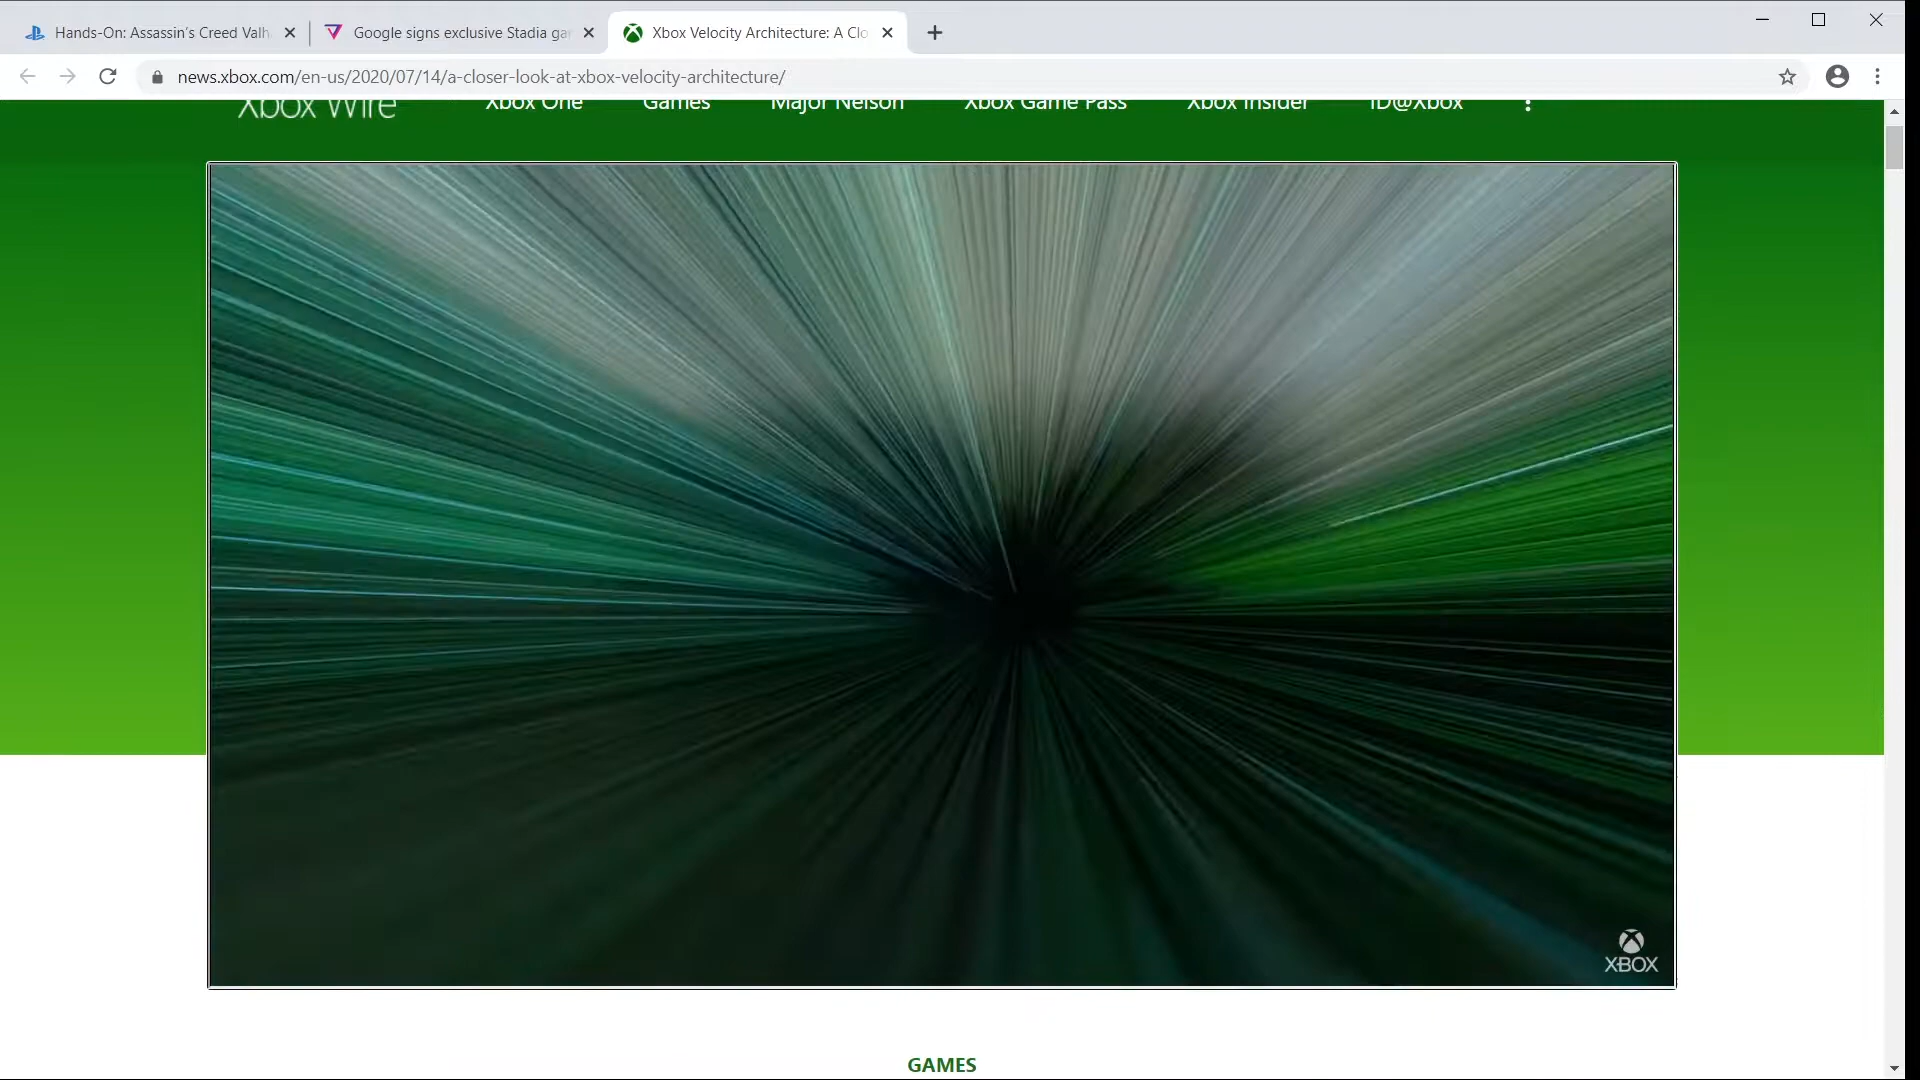 Hands-On: Assassin's Creed Valh
Google signs exclusive Stadia ga
Xbox Velocity Architecture: A Clo
news.xbox.com/en-us/2020/07/14/a-closer-look-at-xbox-velocity-architecture/
Xbox Wire Xbox One Games Major Nelson Xbox Game Pass Xbox Insider ID@Xbox
XBOX
GAMES